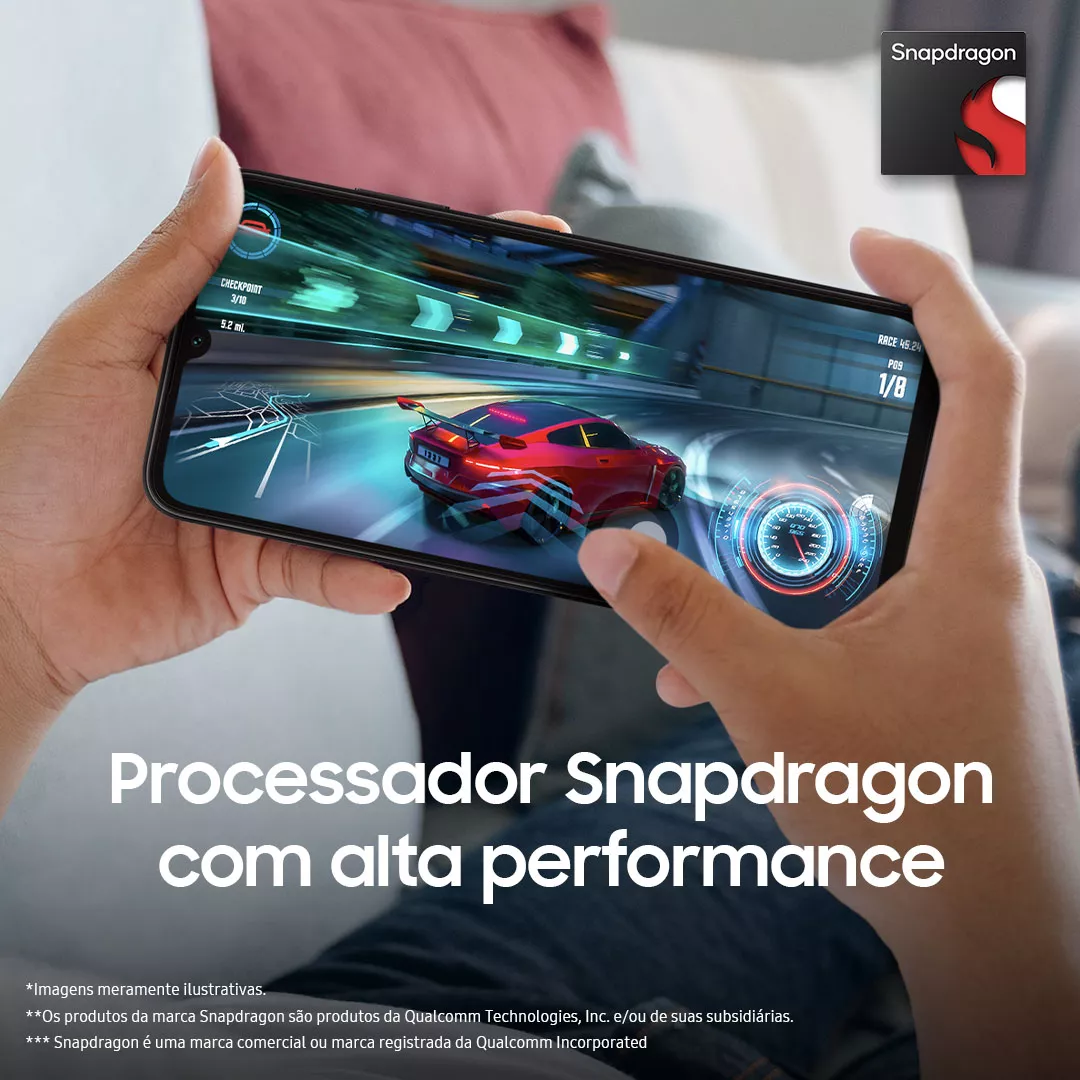 Snapdragon
CHECKPOINT
3/10
5.2 mi.
RACE 45.24
POS
1/8
Processador Snapdragon
com alta performance
*Imagens meramente ilustrativas.
**Os produtos da marca Snapdragon são produtos da Qualcomm Technologies, Inc. e/ou de suas subsidiárias.
*** Snapdragon é uma marca comercial ou marca registrada da Qualcomm Incorporated